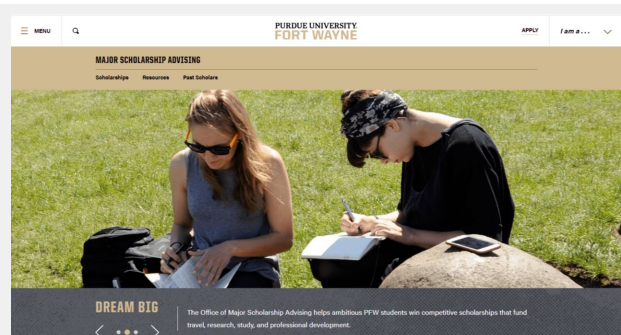 MENU
PURDUE UNIVERSITY.
FORT WAYNE
APPLY
I am a . . .
MAJOR SCHOLARSHIP ADVISING
Scholarships Resources Past Scholars
DREAM BIG
The Office of Major Scholarship Advising helps ambitious PFW students win competitive scholarships that fund
travel, research, study, and professional development.